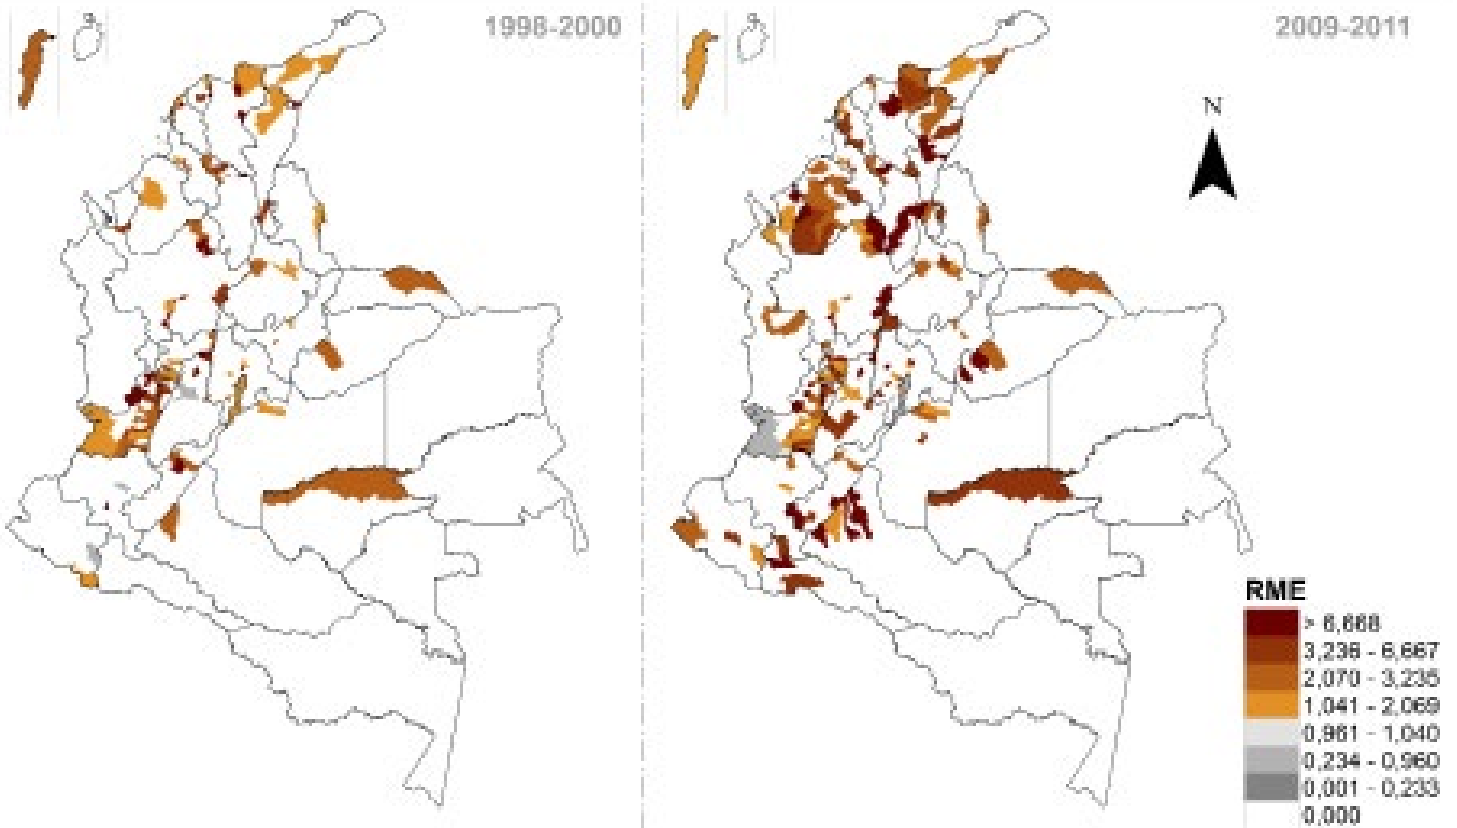 1998-2000
2009-2011
N
RME
> 6,668
3,236 - 6,667
2,070 - 3,235
1,041 - 2,069
0,961 - 1,040
0,234 - 0,960
0,001 - 0,233
0,000